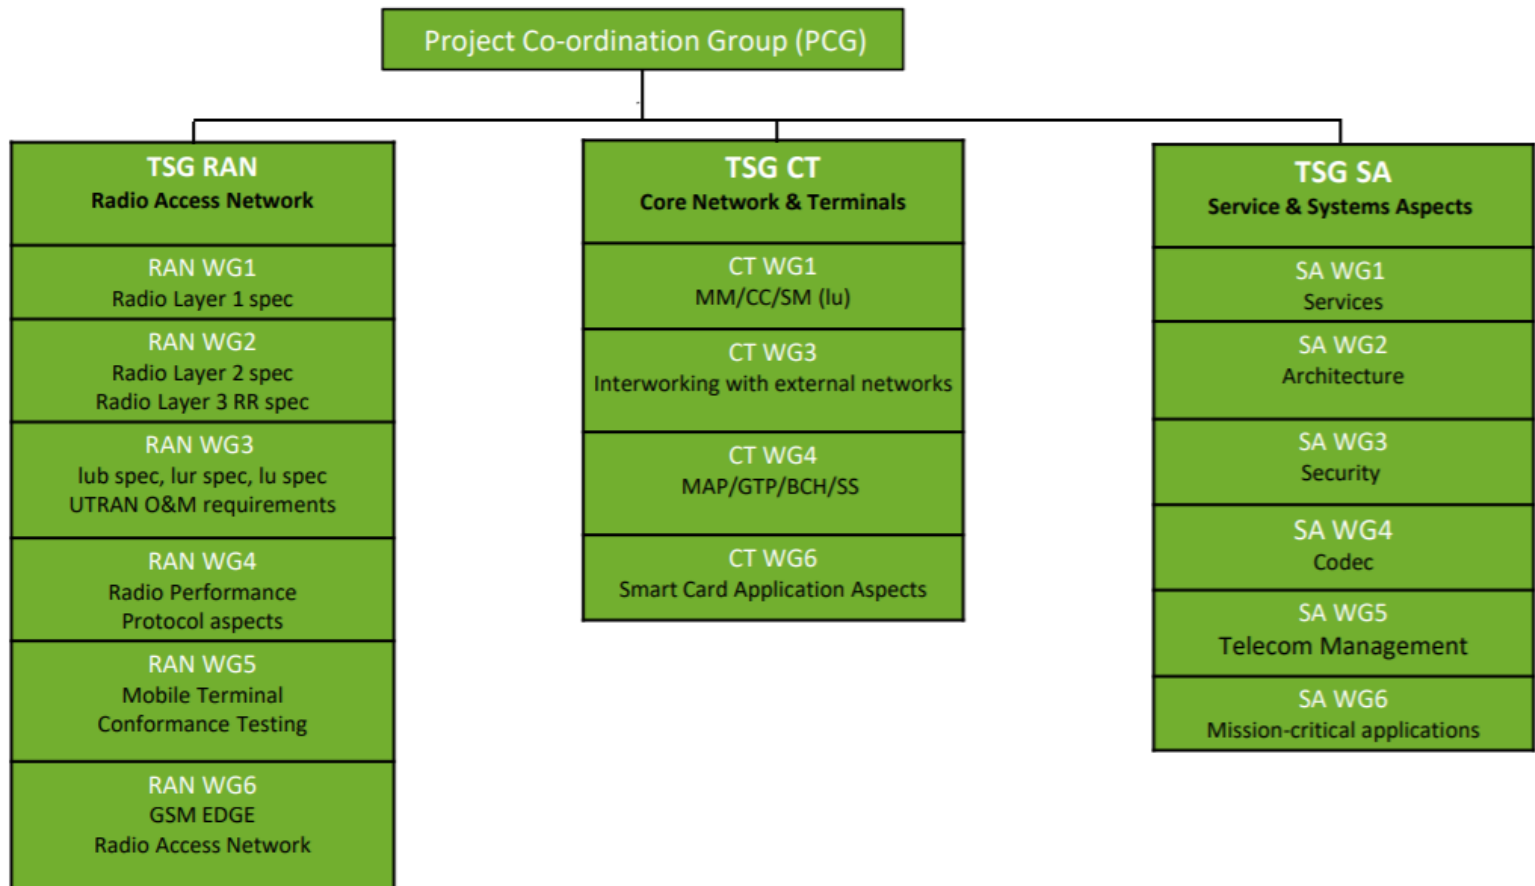 Project Co-ordination Group (PCG)
TSG RAN
Radio Access Network
RAN WG1
Radio Layer 1 spec
RAN WG2
Radio Layer 2 spec
Radio Layer 3 RR spec
RAN WG3
lub spec, lur spec, lu spec
UTRAN O&M requirements
RAN WG4
Radio Performance
Protocol aspects
RAN WG5
Mobile Terminal
Conformance Testing
RAN WG6
GSM EDGE
Radio Access Network
TSG CT
Core Network & Terminals
CT WG1
MM/CC/SM (lu)
CT WG3
Interworking with external networks
CT WG4
MAP/GTP/BCH/SS
CT WG6
Smart Card Application Aspects
TSG SA
Service & Systems Aspects
SA WG1
Services
SA WG2
Architecture
SA WG3
Security
SA WG4
Codec
SA WG5
Telecom Management
SA WG6
Mission-critical applications